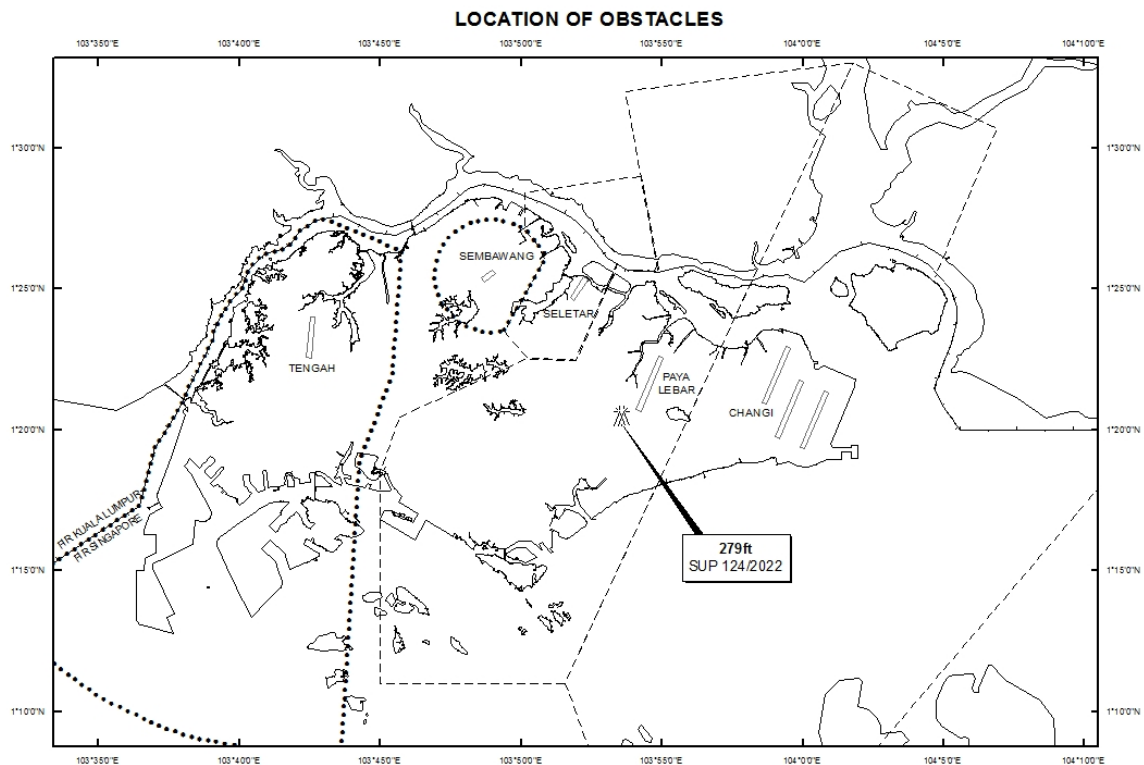 LOCATION OF OBSTACLES
103°35'0"E 103°40'0"E 103°45'0"E 103°50'0"E 103°55'0"E 104°0'0"E 104°5'0"E 104°10'0"E
1°30'0"N 1°30'0"N
SEMBAWANG
1°25'0"N 1°25'0"N
SELETAR
TENGAH
PAYA
LEBAR
CHANGI
1°20'0"N 1°20'0"N
FIR KUALA LUMPUR
FIR SINGAPORE
279ft
SUP 124/2022
1°15'0"N 1°15'0"N
1°10'0"N 1°10'0"N
103°35'0"E 103°40'0"E 103°45'0"E 103°50'0"E 103°55'0"E 104°0'0"E 104°5'0"E 104°10'0"E